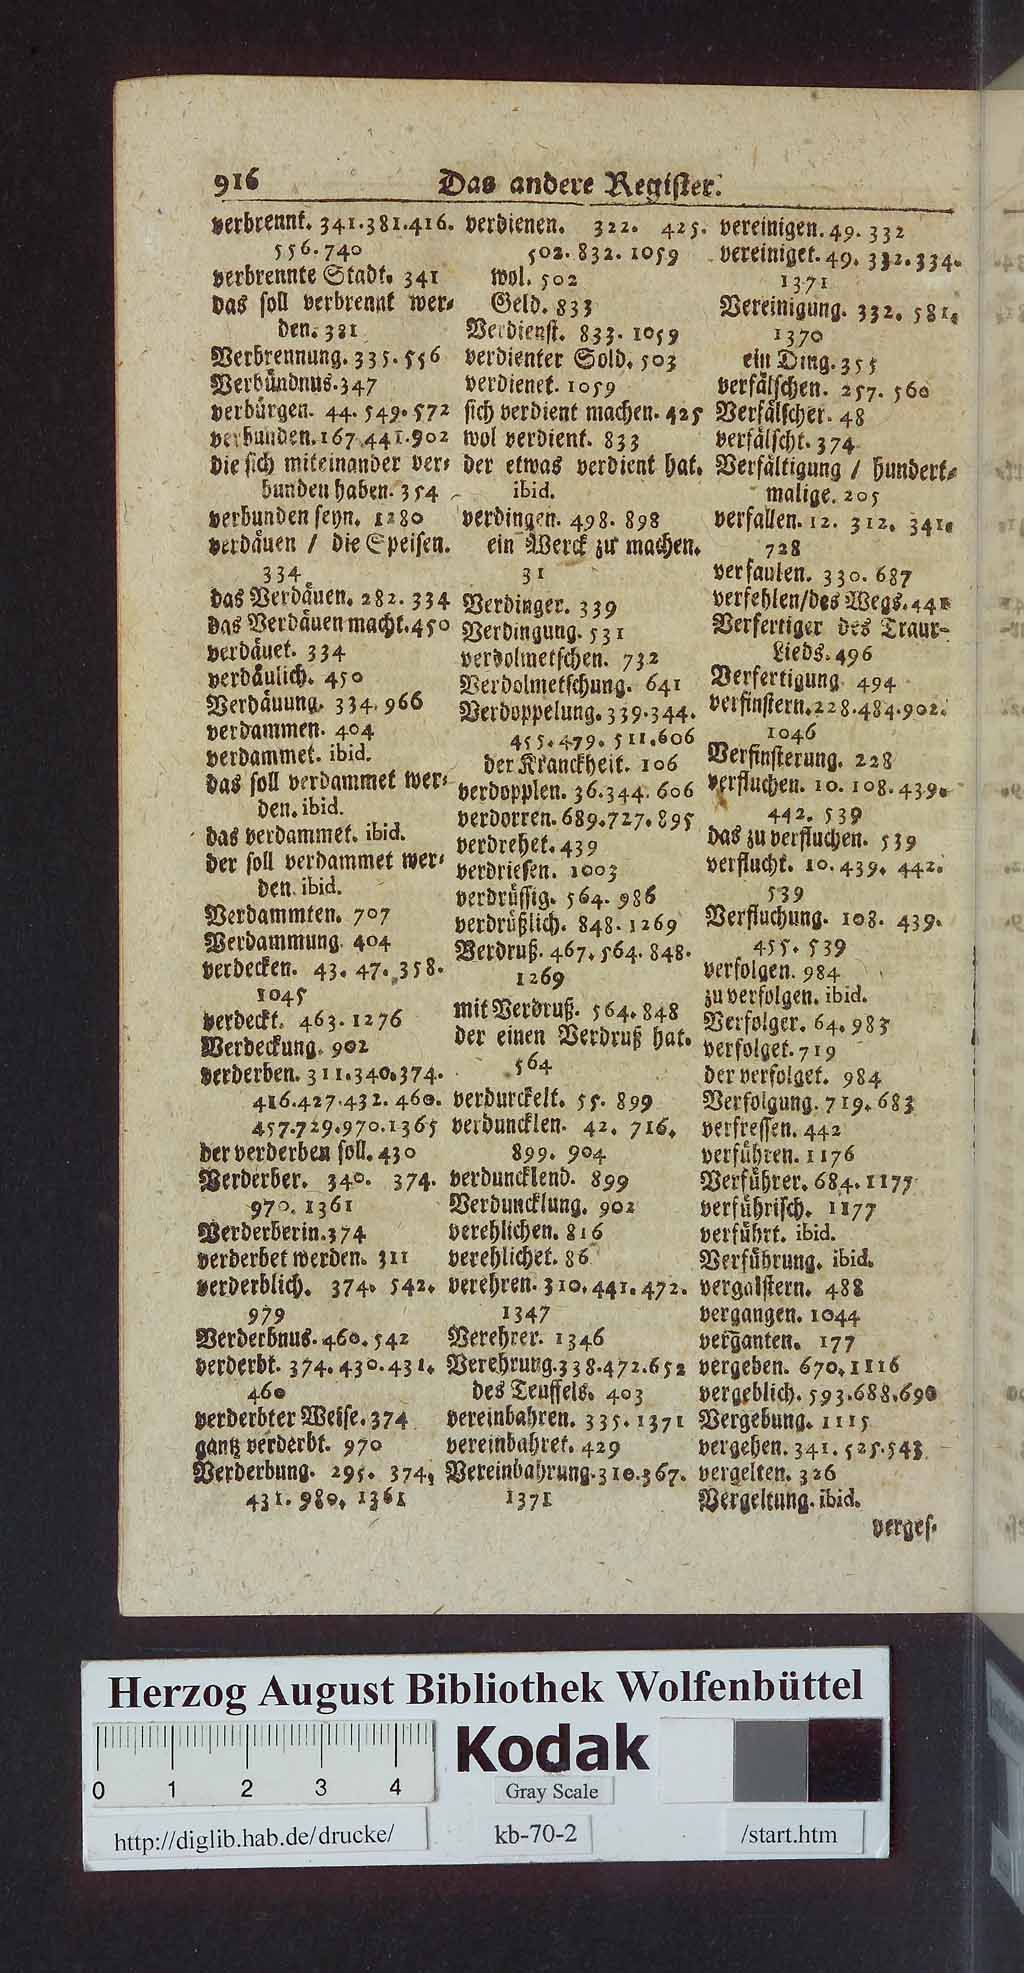 916 Das andere Register.
verbrennt. 341.381.416.
556.740
verbrennte Stadt. 341
das soll verbrennt wer⸗
den. 381
Verbrennung. 335. 556
Verbündnus. 347
verbürgen. 44. 549. 572
verbunden. 167. 441. 902
die sich miteinander ver⸗
bunden haben. 354
verbunden seyn. 1280
verdäuen / die Speisen.
334
das Verdäuen. 282. 334
das Verdäuen macht. 450
verdäuet. 334
verdäulich. 450
Verdäuung. 334. 966
verdammen. 404
verdammet. ibid.
das soll verdammet wer⸗
den. ibid.
das verdammet. ibid.
der soll verdammet wer⸗
den. ibid.
Verdammten. 707
Verdammung. 404
verdecken. 43. 47. 358.
1045
verdeckt. 463. 1276
Verdeckung. 902
verderben. 311.340.374.
416.427.432. 460.
457.729.970.1365
der verderben soll. 430
Verderber. 340. 374.
970. 1361
Verderberin. 374
verderbet werden. 311
verderblich. 374. 542.
979
Verderbnus. 460. 542
verderbt. 374. 430. 431.
460
verderbter Weise. 374
gantz verderbt. 970
Verderbung. 295. 374.
431. 980. 1361
verdienen. 322. 425.
502. 832. 1059
wol. 502
Geld. 833
Verdienst. 833. 1059
verdienter Sold. 503
verdienet. 1059
sich verdient machen. 425
wol verdient. 833
der etwas verdient hat.
ibid.
verdingen. 498. 898
ein Werck zu machen.
31
Verdinger. 339
Verdingung. 531
verdolmetschen. 732
Verdolmetschung. 641
Verdoppelung. 339.344.
455. 479. 511. 606
der Kranckheit. 106
verdopplen. 36. 344. 606
verdorren. 689.727.895
verdrehet. 439
verdriesen. 1003
verdrüssig. 564. 986
verdrüßlich. 848. 1269
Verdruß. 467. 564. 848.
1269
mit Verdruß. 564. 848
der einen Verdruß hat.
564
verdurckelt. 55. 899
verduncklen. 42. 716.
899. 904
verduncklend. 899
Verduncklung. 902
verehlichen. 816
verehlichet. 86
verehren. 310. 441. 472.
1347
Verehrer. 1346
Verehrung. 338.472.652
des Teuffels. 403
vereinbahren. 335. 1371
vereinbahret. 429
Vereinbahrung. 310.367.
1371
vereinigen. 49. 332
vereiniget. 49. 332. 334.
1371
Vereinigung. 332. 581.
1370
ein Ding. 355
verfälschen. 257. 560
Verfälscher. 48
verfälscht. 374
Verfältigung / hundert⸗
malige. 205
verfallen. 12. 312. 341.
728
verfaulen. 330. 687
verfehlen/des Wegs. 441
Verfertiger des Traur⸗
Lieds. 496
Verfertigung 494
verfinstern. 228.484.902.
1046
Verfinsterung. 228
verfluchen. 10. 108. 439.
442. 539
das zu verfluchen. 539
verflucht. 10. 439. 442.
539
Verfluchung. 108. 439.
455. 539
verfolgen. 984
zu verfolgen. ibid.
Verfolger. 64. 983
verfolget. 719
der verfolget. 984
Verfolgung. 719. 683
verfressen. 442
verführen. 1176
Verführer. 684. 1177
verführisch. 1177
verführt. ibid.
Verführung. ibid.
vergalstern. 488
vergangen. 1044
verganten. 177
vergeben. 670. 1116
vergeblich. 593.688.690
Vergebung. 1115
vergehen. 341. 525. 543
vergelten. 326
Vergeltung. ibid.
verges⸗
Herzog August Bibliothek Wolfenbüttel
0 1 2 3 4
Kodak
Gray Scale
http://diglib.hab.de/drucke/ kb-70-2 /start.htm